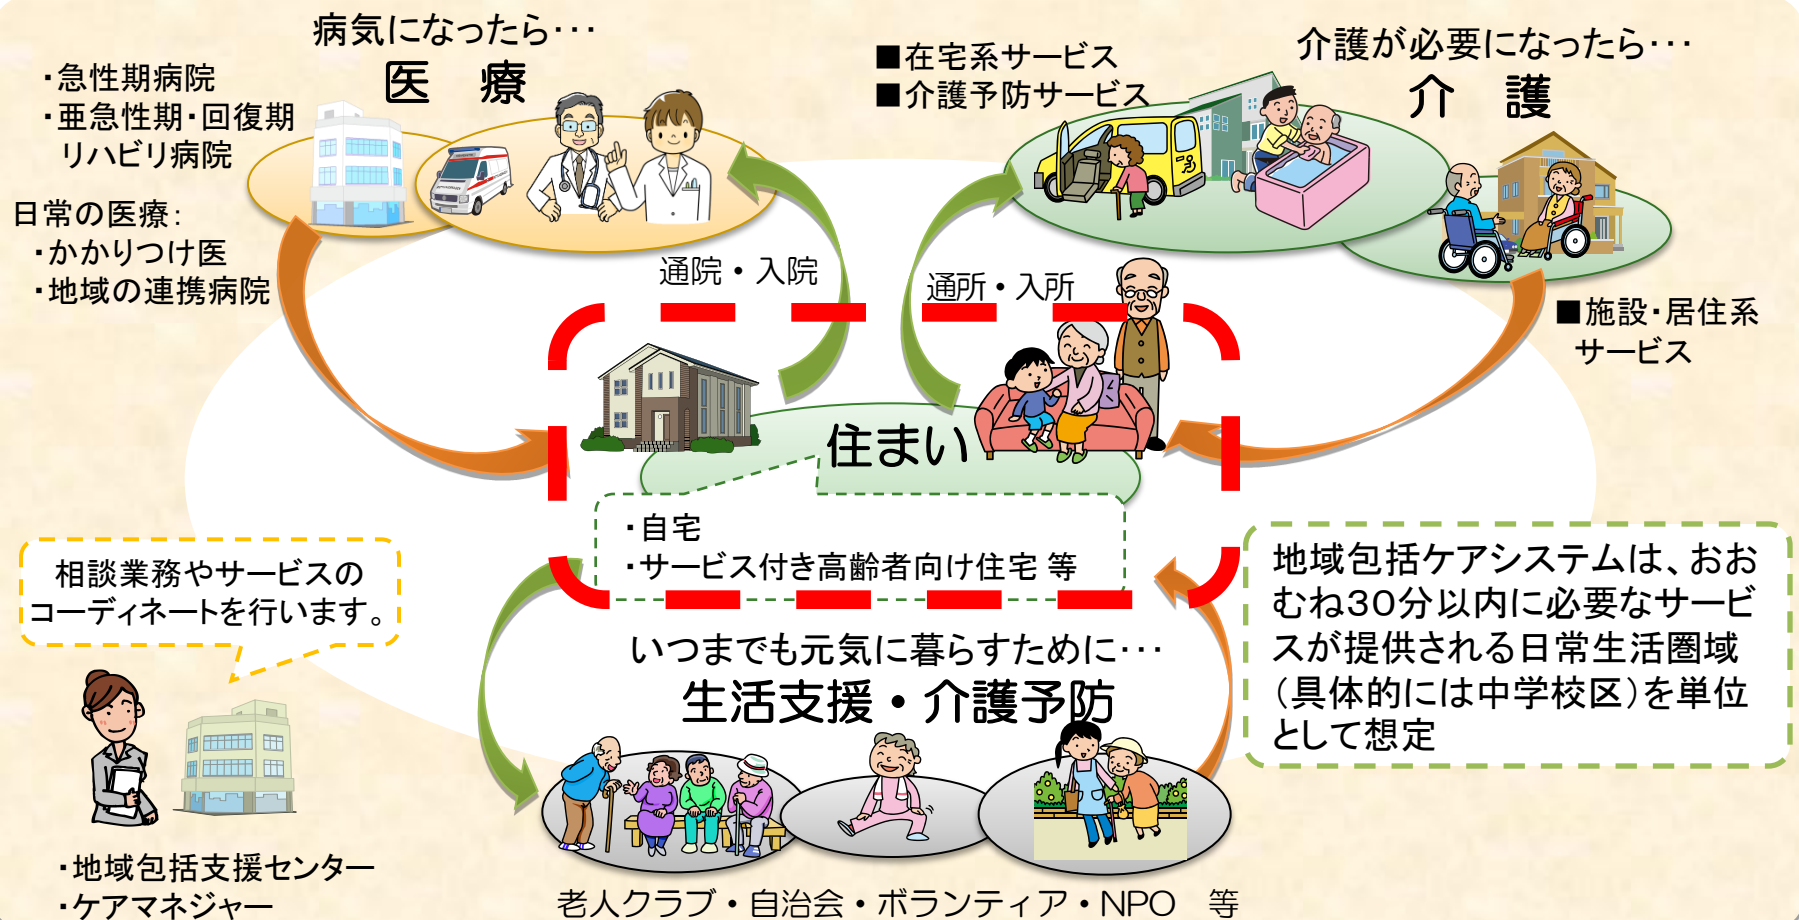 病気になったら･･･
医　療
・急性期病院
・亜急性期・回復期
リハビリ病院
日常の医療：
・かかりつけ医
・地域の連携病院
■在宅系サービス
■介護予防サービス
介護が必要になったら･･･
介　護
■施設・居住系
サービス
通院・入院
通所・入所
住まい
・自宅
・サービス付き高齢者向け住宅 等
相談業務やサービスの
コーディネートを行います。
・地域包括支援センター
・ケアマネジャー
いつまでも元気に暮らすために･･･
生活支援・介護予防
老人クラブ・自治会・ボランティア・NPO　等
地域包括ケアシステムは、おお
むね３０分以内に必要なサービ
スが提供される日常生活圏域
（具体的には中学校区）を単位
として想定